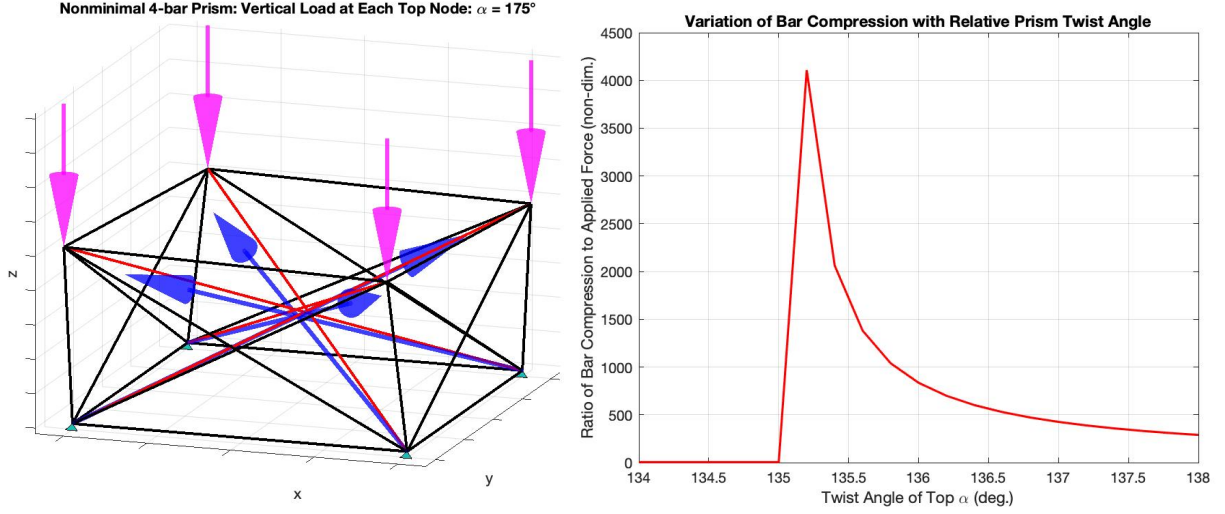 Nonminimal 4-bar Prism: Vertical Load at Each Top Node: α = 175°
z
x
y
Variation of Bar Compression with Relative Prism Twist Angle
Ratio of Bar Compression to Applied Force (non-dim.)
4500
4000
3500
3000
2500
2000
1500
1000
500
0
134 134.5 135 135.5 136 136.5 137 137.5 138
Twist Angle of Top α (deg.)